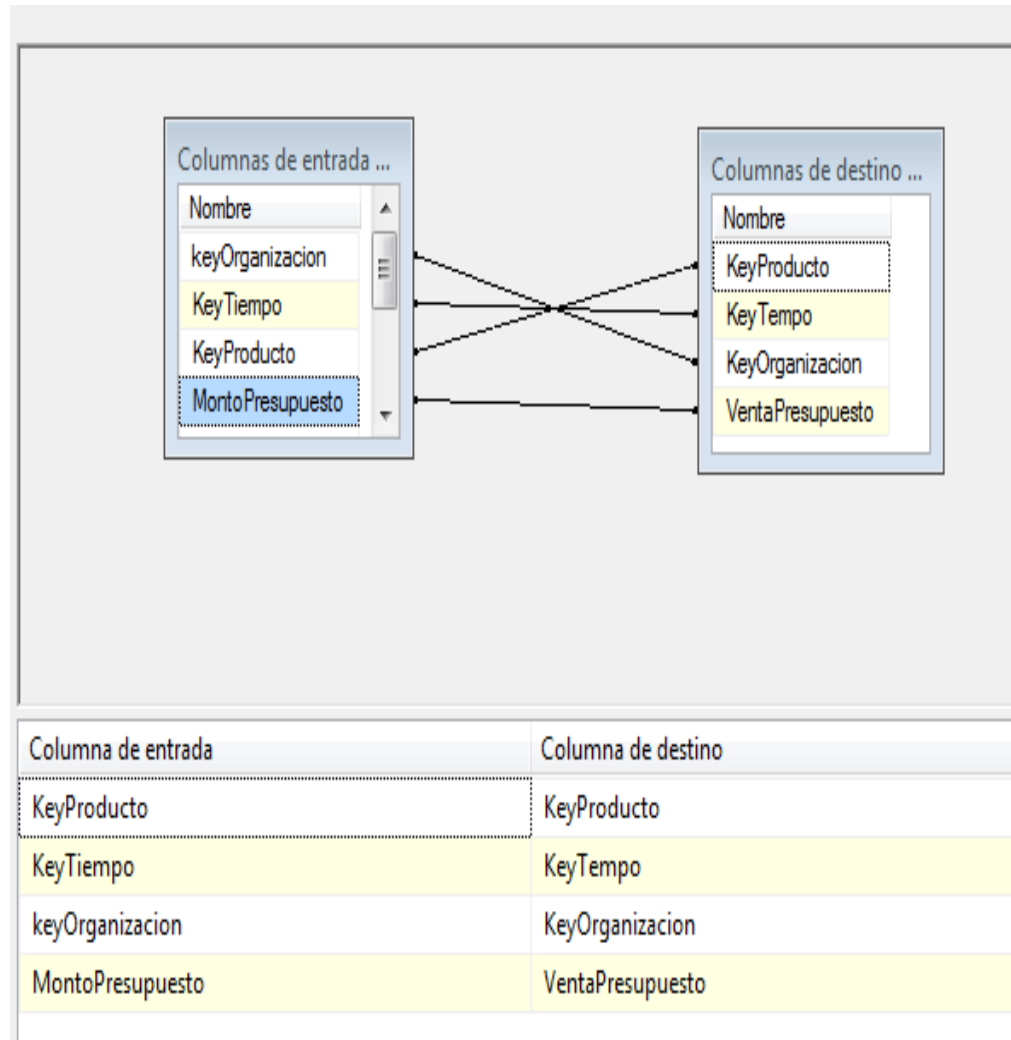 Columnas de entrada ...
Nombre
keyOrganizacion
KeyTiempo
KeyProducto
MontoPresupuesto
Columnas de destino ...
Nombre
KeyProducto
KeyTempo
KeyOrganizacion
VentaPresupuesto
Columna de entrada Columna de destino
KeyProducto KeyProducto
KeyTiempo KeyTempo
keyOrganizacion KeyOrganizacion
MontoPresupuesto VentaPresupuesto